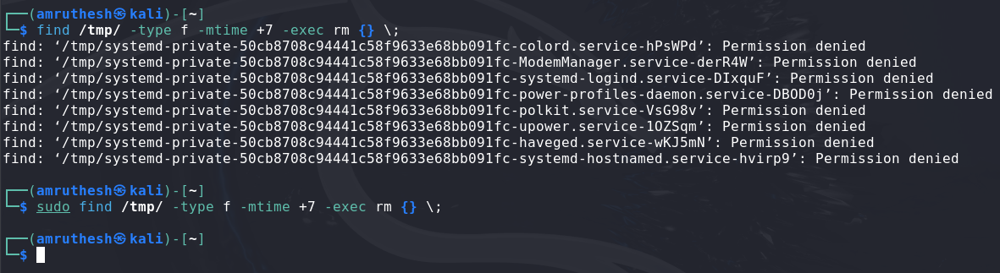 ┌──(amruthesh㉿kali)-[~]
└─$ find /tmp/ -type f -mtime +7 -exec rm {} \;
find: ‘/tmp/systemd-private-50cb8708c94441c58f9633e68bb091fc-colord.service-hPsWPd’: Permission denied
find: ‘/tmp/systemd-private-50cb8708c94441c58f9633e68bb091fc-ModemManager.service-derR4W’: Permission denied
find: ‘/tmp/systemd-private-50cb8708c94441c58f9633e68bb091fc-systemd-logind.service-DIxquF’: Permission denied
find: ‘/tmp/systemd-private-50cb8708c94441c58f9633e68bb091fc-power-profiles-daemon.service-DBOD0j’: Permission denied
find: ‘/tmp/systemd-private-50cb8708c94441c58f9633e68bb091fc-polkit.service-VsG98v’: Permission denied
find: ‘/tmp/systemd-private-50cb8708c94441c58f9633e68bb091fc-upower.service-1OZSqm’: Permission denied
find: ‘/tmp/systemd-private-50cb8708c94441c58f9633e68bb091fc-haveged.service-wKJ5mN’: Permission denied
find: ‘/tmp/systemd-private-50cb8708c94441c58f9633e68bb091fc-systemd-hostnamed.service-hvirp9’: Permission denied
┌──(amruthesh㉿kali)-[~]
└─$ sudo find /tmp/ -type f -mtime +7 -exec rm {} \;
┌──(amruthesh㉿kali)-[~]
└─$